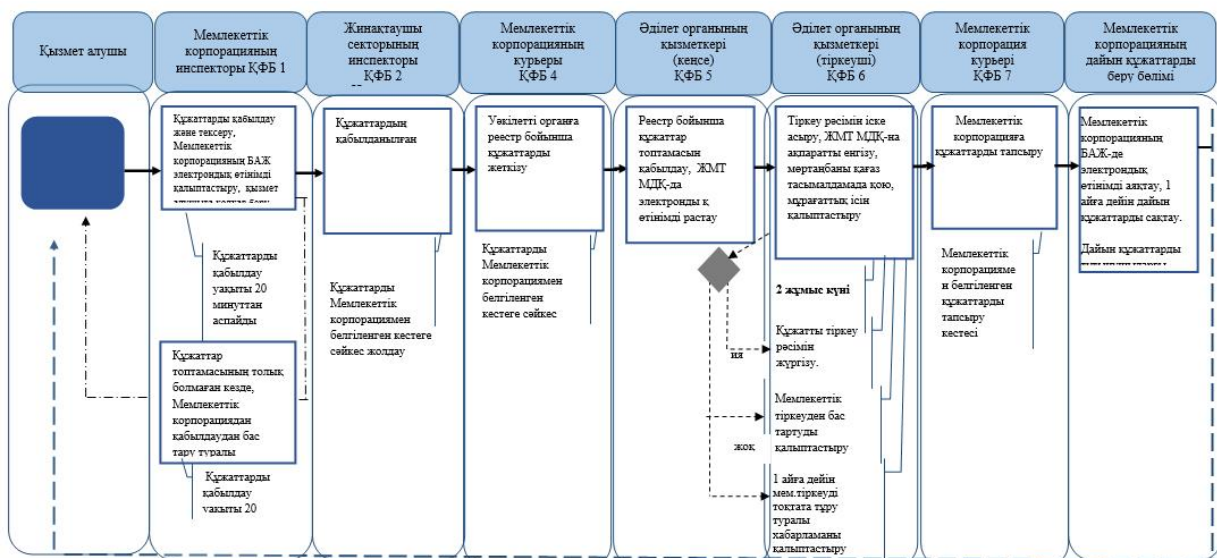 Қызмет алушы
Мемлекеттік
корпорацияның
инспекторы ҚФБ 1
Жинақтаушы
секторының
инспекторы
ҚФБ 2
Мемлекеттік
корпорацияның
курьеры
ҚФБ 4
Әділет органының
қызметкері
(кеңсе)
ҚФБ 5
Әділет органының
қызметкері
(тіркеуші)
ҚФБ 6
Мемлекеттік
корпорация
курьері
ҚФБ 7
Мемлекеттік
корпорацияның
дайын құжаттарды
беру бөлімі
Құжаттарды қабылдау
және тексеру,
Мемлекеттік
корпорацияның БАЖ
электрондық өтінімді
қалыптастыру, қызмет
Құжаттарды
қабылдау
уақыты 20
минуттан
аспайды
Құжаттар
топтамасының толық
болмаған кезде,
Мемлекеттік
корпорациядан
қабылдаудан бас
тару туралы
Құжаттарды
қабылдау
уақыты 20
Құжаттардың
қабылданылған
Құжаттарды
Мемлекеттік
корпорациямен
белгіленген кестеге
сәйкес жолдау
Уәкілетті органға
реестр бойынша
құжаттарды
жеткізу
Құжаттарды
Мемлекеттік
корпорациямен
белгіленген
кестеге сәйкес
Реестр бойынша
құжаттар
топтамасын
қабылдау, ЖМТ
МДҚ-да
электронды қ
өтінімді растау
ия
жоқ
Тіркеу рәсімін іске
асыру, ЖМТ МДҚ-на
ақпаратты енгізу,
мөртаңбаны қағаз
тасымалдамада қою,
мұрағаттық ісін
қалыптастыру
2 жұмыс күні
Құжатты тіркеу
рәсімін
жүргізу.
Мемлекеттік
тіркеуден бас
тартуды
қалыптастыру
1 айға дейін
мем.тіркеуді
тоқтата тұру
туралы
хабарламаны
қалыптастыру
Мемлекеттік
корпорацияға
құжаттарды тапсыру
Мемлекеттік
корпорацияме
н белгіленген
құжаттарды
тапсыру
кестесі
Мемлекеттік
корпорацияның
БАЖ-де
электрондық
өтінімді аяқтау, 1
айға дейін дайын
құжаттарды сақтау.
Дайын құжаттарды